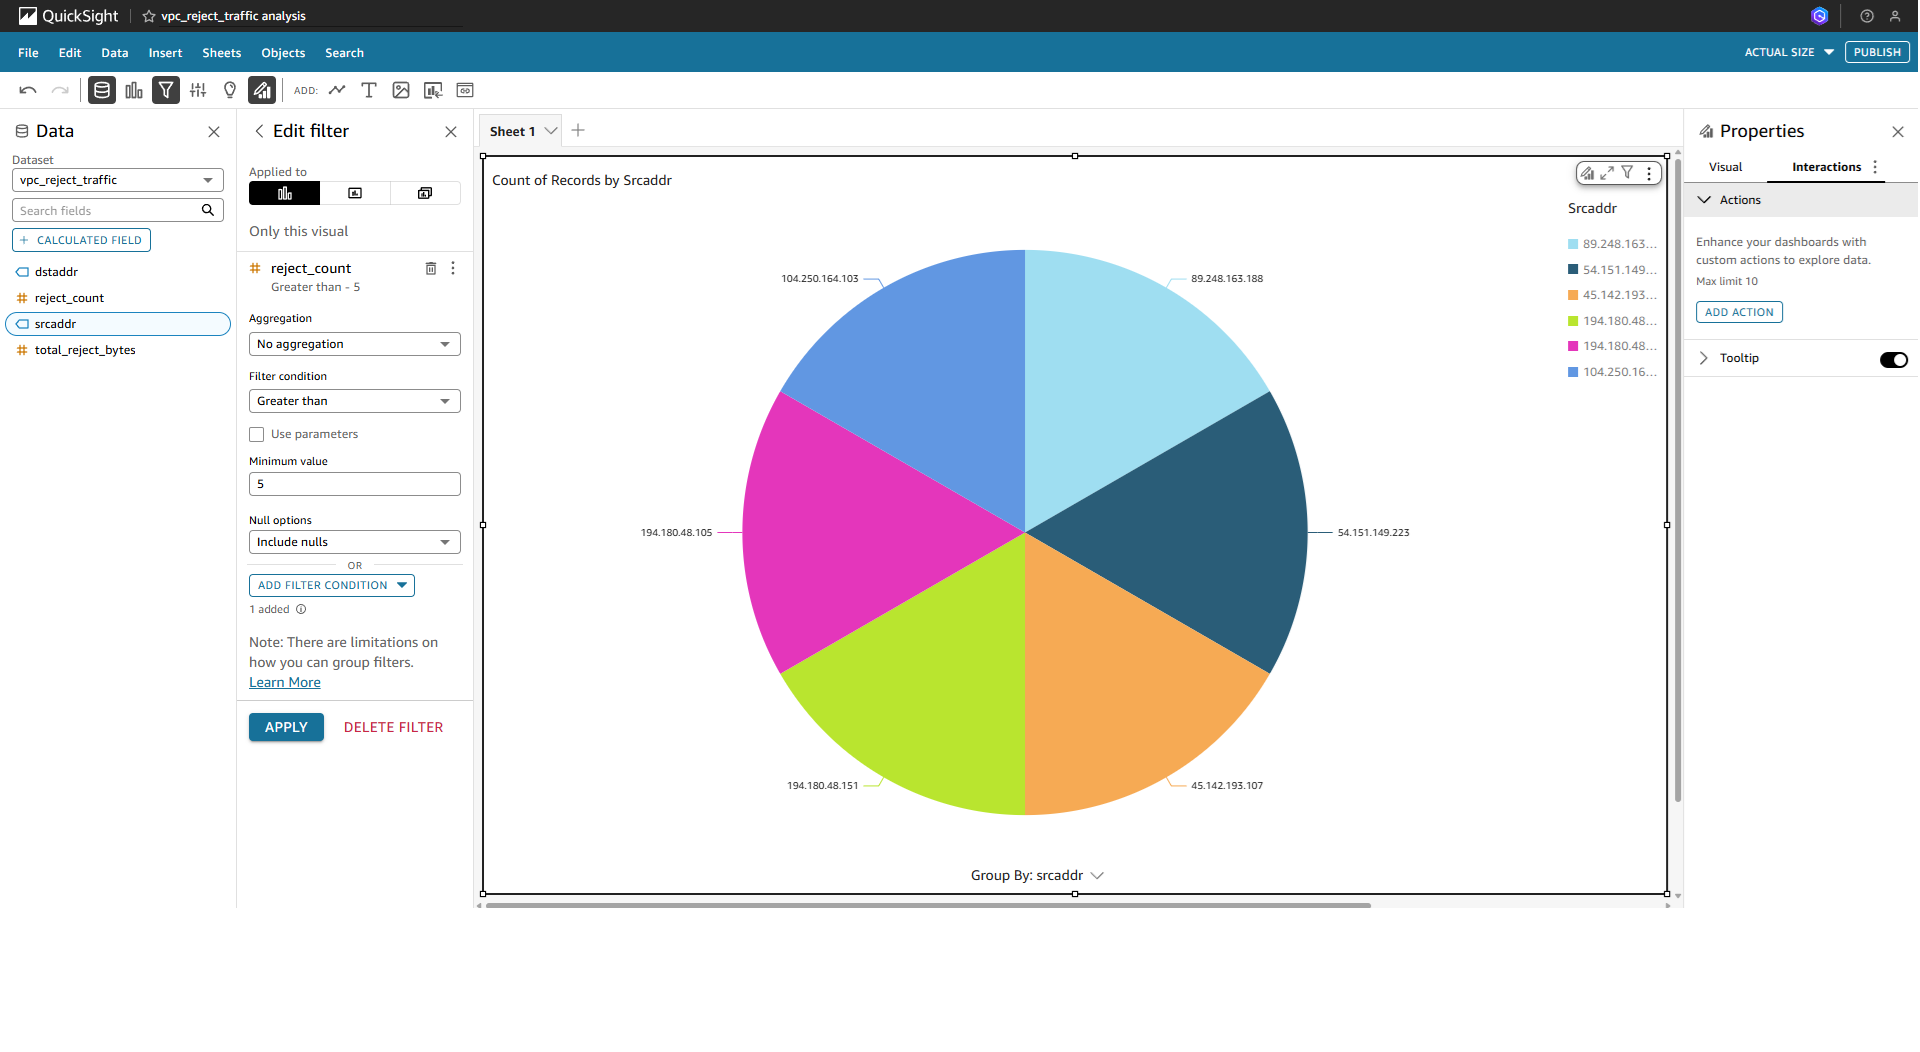 QuickSight
vpc_reject_traffic analysis
File
Edit
Data
Insert
Sheets
Objects
Search
ACTUAL SIZE
PUBLISH
ADD:
Data
Dataset
vpc_reject_traffic
Search fields
+ CALCULATED FIELD
dstaddr
# reject_count
srcaddr
# total_reject_bytes
Edit filter
Applied to
Only this visual
# reject_count
Greater than - 5
Aggregation
No aggregation
Filter condition
Greater than
Use parameters
Minimum value
5
Null options
Include nulls
OR
ADD FILTER CONDITION
1 added
Note: There are limitations on
how you can group filters.
Learn More
APPLY
DELETE FILTER
Sheet 1
Count of Records by Srcaddr
104.250.164.103
89.248.163.188
194.180.48.105
54.151.149.223
194.180.48.151
45.142.193.107
Group By: srcaddr
Srcaddr
89.248.163...
54.151.149...
45.142.193...
194.180.48...
194.180.48...
104.250.16...
Properties
Visual
Interactions
Actions
Enhance your dashboards with
custom actions to explore data.
Max limit 10
ADD ACTION
Tooltip